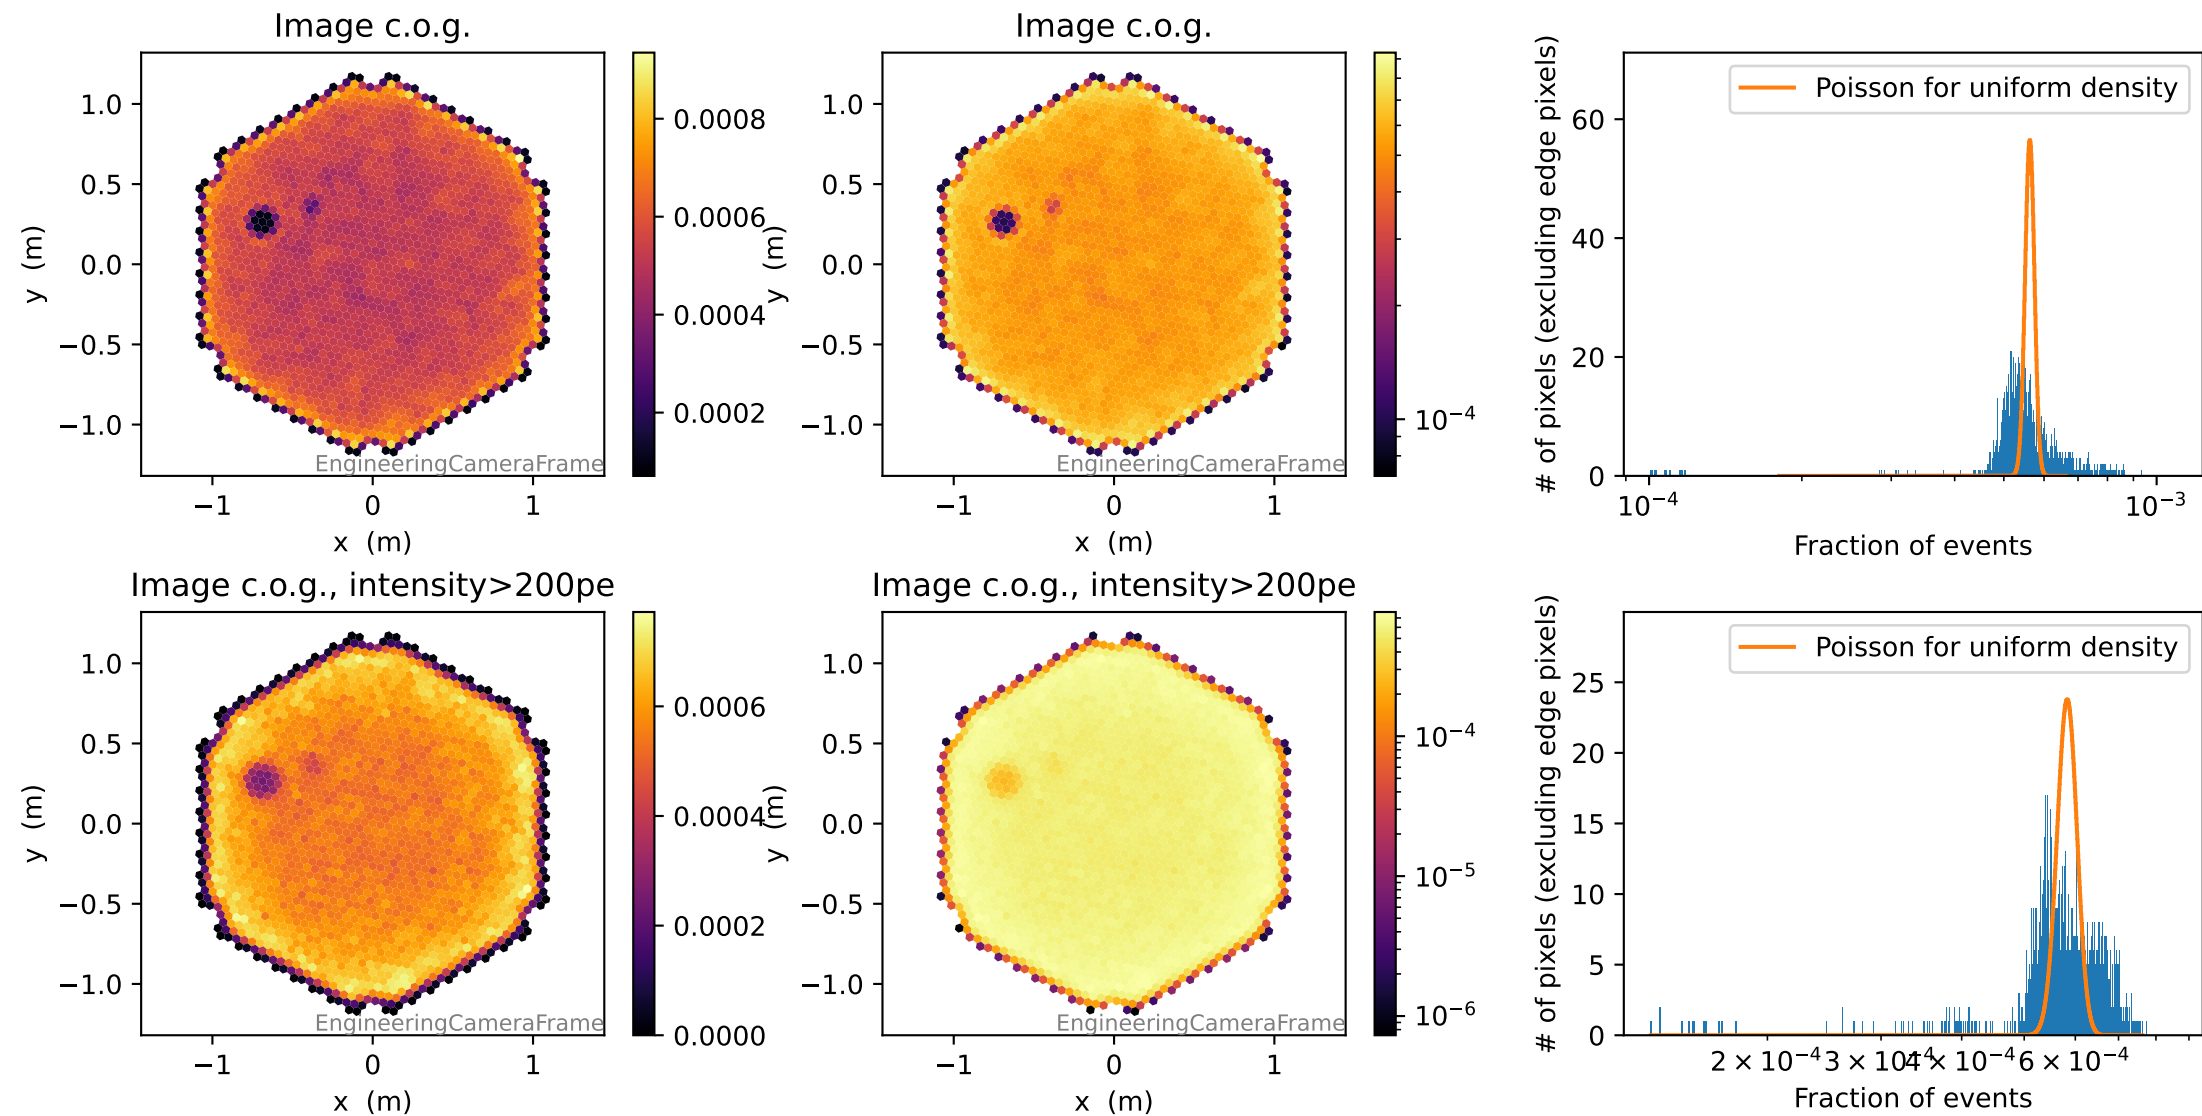 Image c.o.g.
1.0
0.5
0.0
−0.5
−1.0
y (m)
−1
0
1
x (m)
EngineeringCameraFrame
0.0008
0.0006
0.0004
0.0002
Image c.o.g.
1.0
0.5
0.0
−0.5
−1.0
y (m)
−1
0
1
x (m)
EngineeringCameraFrame
10⁻⁴
Poisson for uniform density
60
40
20
0
# of pixels (excluding edge pixels)
10⁻⁴
10⁻³
Fraction of events
Image c.o.g., intensity>200pe
1.0
0.5
0.0
−0.5
−1.0
y (m)
−1
0
1
x (m)
EngineeringCameraFrame
0.0006
0.0004
0.0002
0.0000
Image c.o.g., intensity>200pe
1.0
0.5
0.0
−0.5
−1.0
y (m)
−1
0
1
x (m)
EngineeringCameraFrame
10⁻⁴
10⁻⁵
10⁻⁶
Poisson for uniform density
25
20
15
10
5
0
# of pixels (excluding edge pixels)
2 × 10⁻⁴
3 × 10⁻⁴
4 × 10⁻⁴
6 × 10⁻⁴
Fraction of events